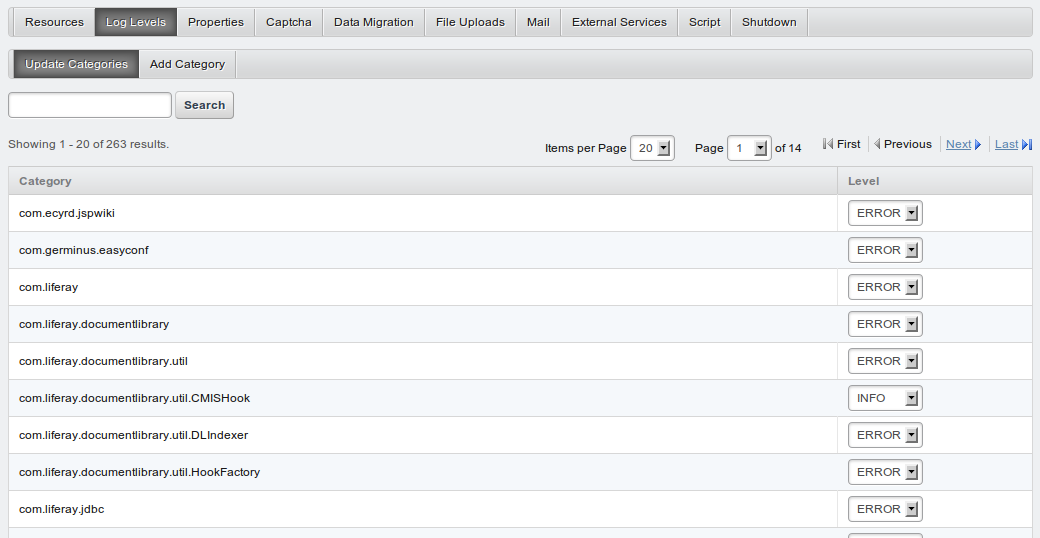 Resources Log Levels Properties Captcha Data Migration File Uploads Mail External Services Script Shutdown
Update Categories Add Category
Search
Showing 1 - 20 of 263 results. Items per Page 20 Page 1 of 14 First Previous Next Last
Category Level
com.ecyrd.jspwiki ERROR
com.germinus.easyconf ERROR
com.liferay ERROR
com.liferay.documentlibrary ERROR
com.liferay.documentlibrary.util ERROR
com.liferay.documentlibrary.util.CMISHook INFO
com.liferay.documentlibrary.util.DLIndexer ERROR
com.liferay.documentlibrary.util.HookFactory ERROR
com.liferay.jdbc ERROR